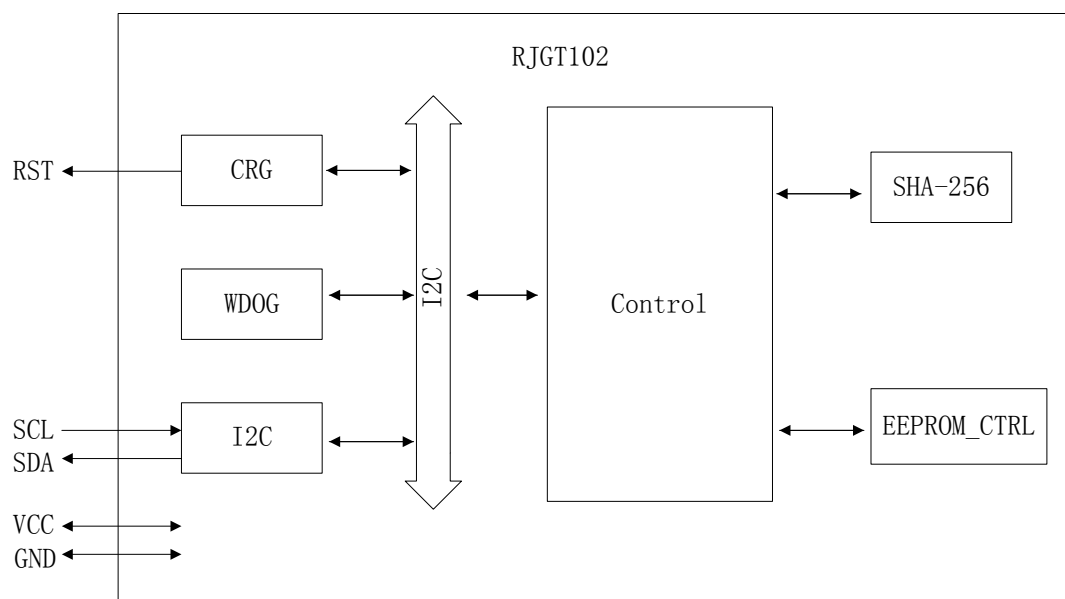 RJGT102
RST
CRG
SHA-256
WDOG
I2C
Control
SCL
SDA
I2C
EEPROM_CTRL
VCC
GND